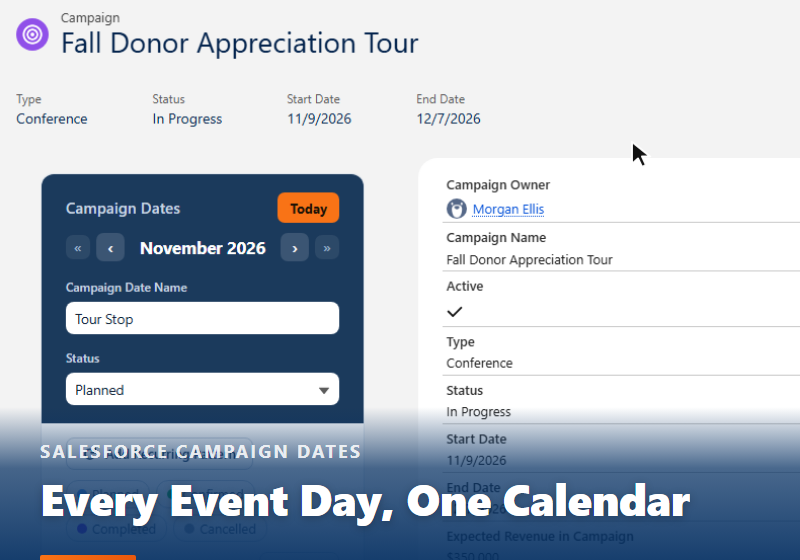 Campaign
Fall Donor Appreciation Tour
Type
Status
Start Date
End Date
Conference
In Progress
11/9/2026
12/7/2026
Campaign Dates
Today
« ‹ November 2026 › »
Campaign Date Name
Tour Stop
Status
Planned
Campaign Owner
Morgan Ellis
Campaign Name
Fall Donor Appreciation Tour
Active
Type
Conference
Status
In Progress
Start Date
11/9/2026
End Date
Expected Revenue in Campaign
$350,000
SALESFORCE CAMPAIGN DATES
Every Event Day, One Calendar
Completed
Cancelled